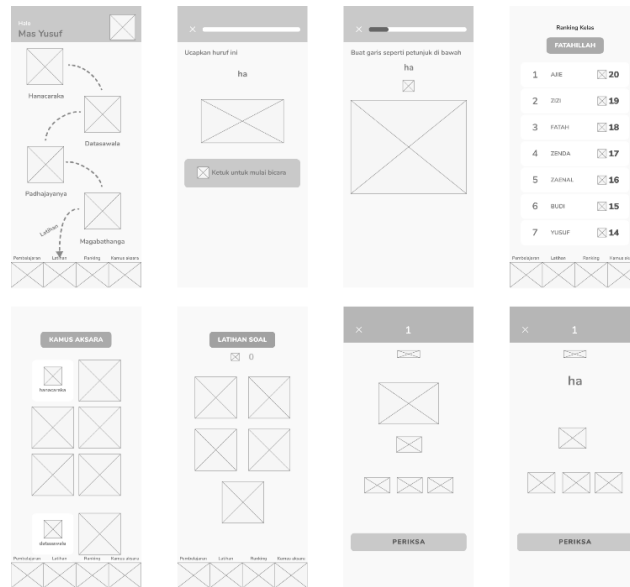 Halo
Mas Yusuf
Hanacaraka
Datasawala
Padhajayanya
Magabathanga
Latihan
Pembelajaran Latihan Ranking Kamus aksara
Ucapkan huruf ini
ha
Ketuk untuk mulai bicara
Buat garis seperti petunjuk di bawah
ha
Ranking Kelas
FATAHILLAH
1 AJIE 20
2 ZIZI 19
3 FATAH 18
4 ZENDA 17
5 ZAENAL 16
6 BUDI 15
7 YUSUF 14
Pembelajaran Latihan Ranking
KAMUS AKSARA
hanacaraka
datasawala
Pembelajaran Latihan Ranking Kamus aksara
LATIHAN SOAL
0
Pembelajaran Latihan Ranking Kamus aksara
1
PERIKSA
1
ha
PERIKSA